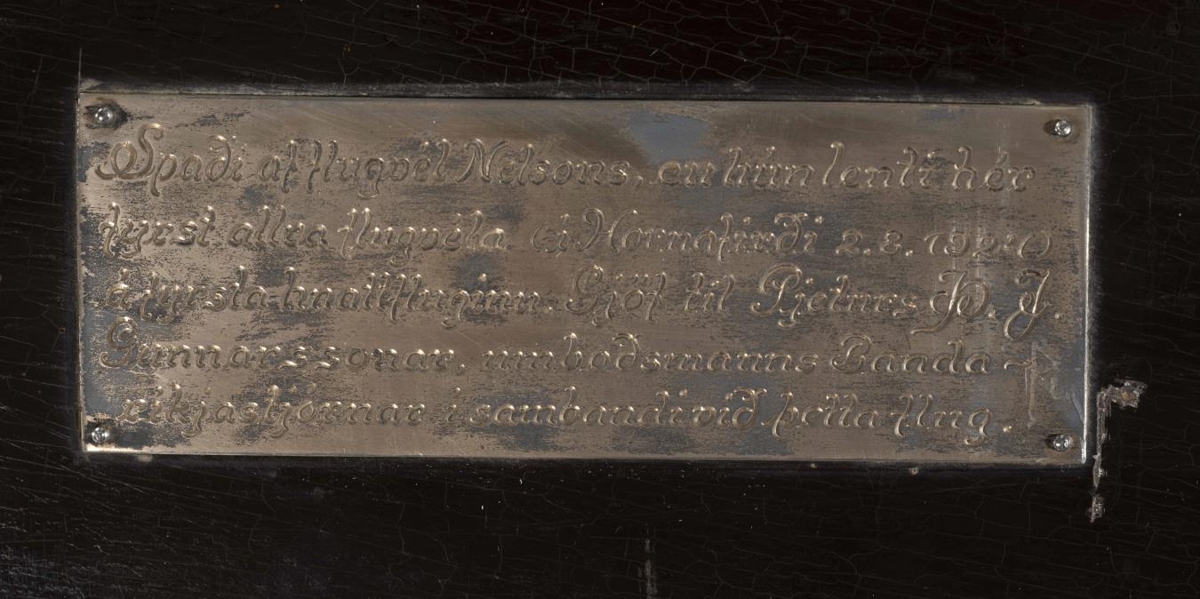 Spaði af flugvél Nelsons, en hún lenti hér
fyrst allra flugvéla (í Hornafirði 2.8. 1924)
á fyrsta hnattfluginu. Gjöf til Pjeturs Þ. J.
Gunnarssonar, umboðsmanns Banda-
ríkjastjórnar í sambandi við þetta flug.